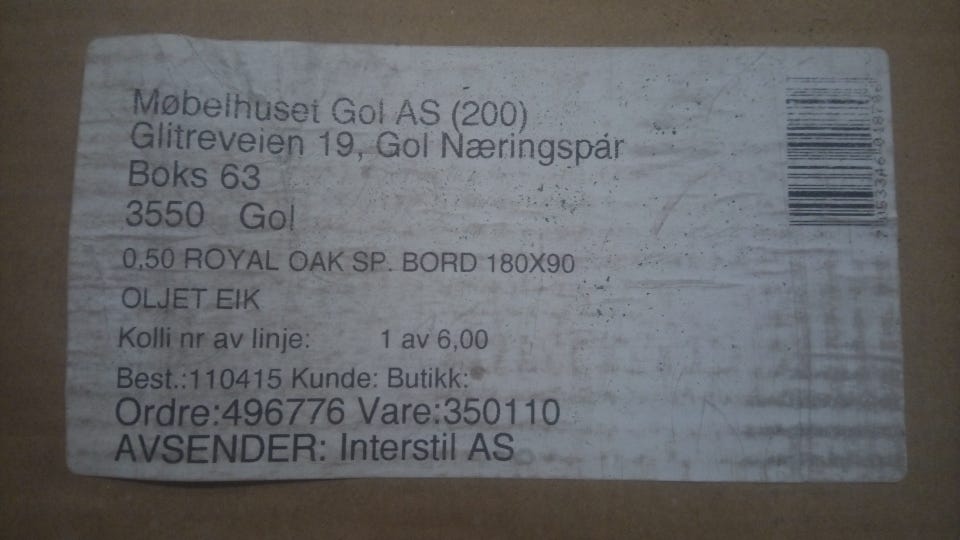 Møbelhuset Gol AS (200)
Glitreveien 19, Gol Næringspar
Boks 63
3550 Gol
0,50 ROYAL OAK SP. BORD 180X90
OLJET EIK
Kolli nr av linje: 1 av 6,00
Best.:110415 Kunde: Butikk:
Ordre:496776 Vare:350110
AVSENDER: Interstil AS